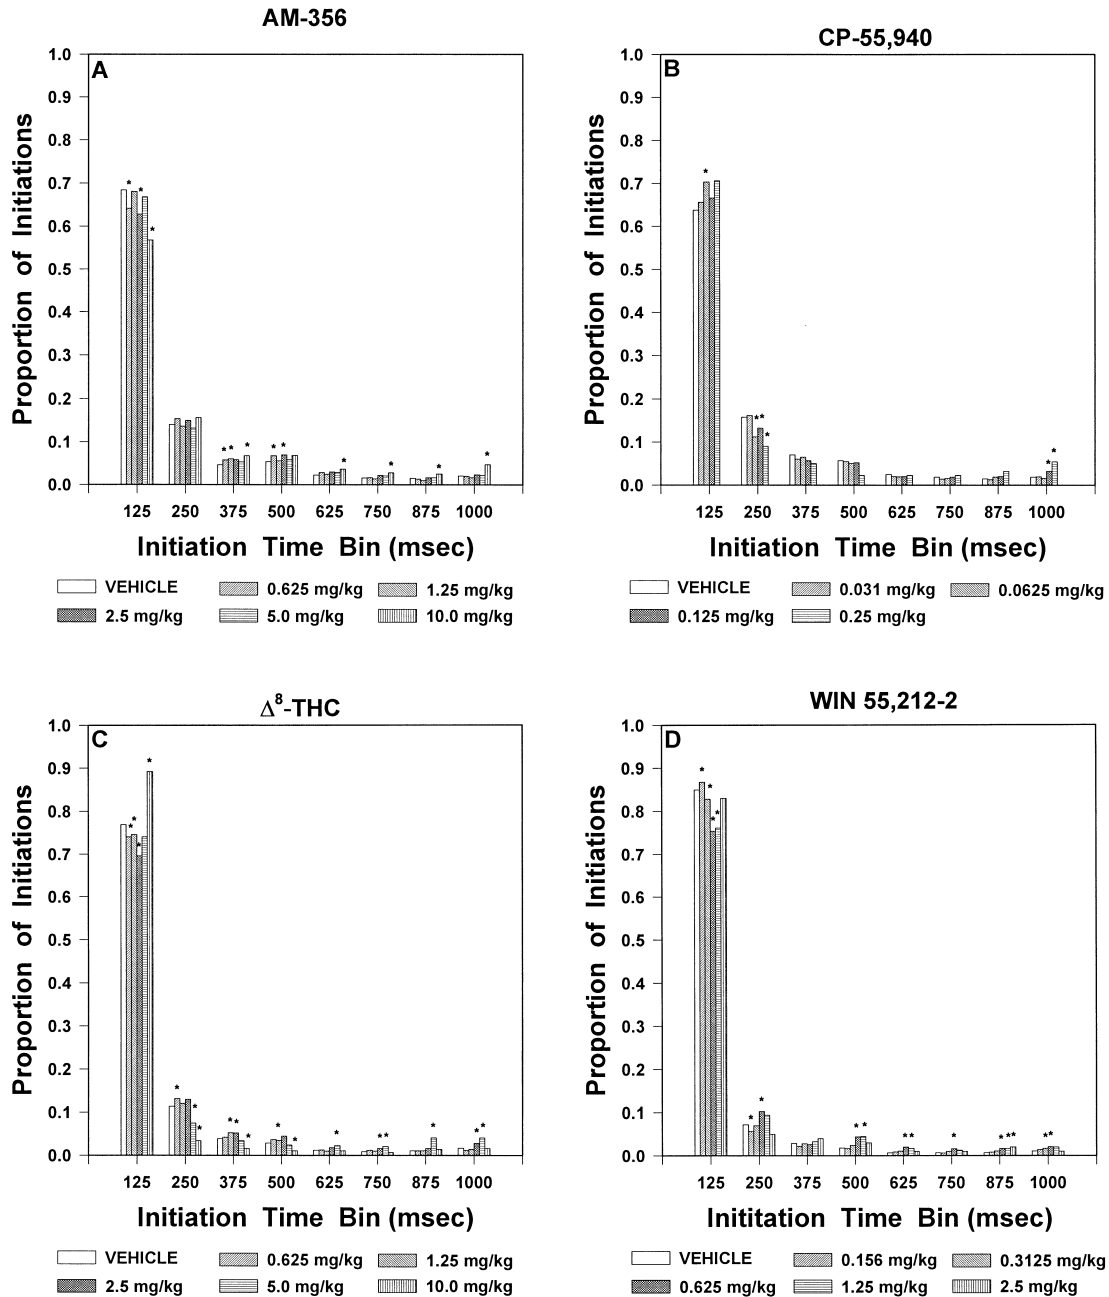 AM-356
A
1.0
0.9
0.8
0.7
0.6
0.5
0.4
0.3
0.2
0.1
0.0
Proportion of Initiations
* * *
* * * * * * * * * *
125 250 375 500 625 750 875 1000
Initiation Time Bin (msec)
VEHICLE 0.625 mg/kg 1.25 mg/kg
2.5 mg/kg 5.0 mg/kg 10.0 mg/kg
CP-55,940
B
1.0
0.9
0.8
0.7
0.6
0.5
0.4
0.3
0.2
0.1
0.0
Proportion of Initiations
*
* * * * *
125 250 375 500 625 750 875 1000
Initiation Time Bin (msec)
VEHICLE 0.031 mg/kg 0.0625 mg/kg
0.125 mg/kg 0.25 mg/kg
Δ8-THC
C
1.0
0.9
0.8
0.7
0.6
0.5
0.4
0.3
0.2
0.1
0.0
Proportion of Initiations
* * * *
* * * * * * * * * * * * * *
125 250 375 500 625 750 875 1000
Initiation Time Bin (msec)
VEHICLE 0.625 mg/kg 1.25 mg/kg
2.5 mg/kg 5.0 mg/kg 10.0 mg/kg
WIN 55,212-2
D
1.0
0.9
0.8
0.7
0.6
0.5
0.4
0.3
0.2
0.1
0.0
Proportion of Initiations
* * * *
* * * * * * * * * * * *
125 250 375 500 625 750 875 1000
Inititation Time Bin (msec)
VEHICLE 0.156 mg/kg 0.3125 mg/kg
0.625 mg/kg 1.25 mg/kg 2.5 mg/kg